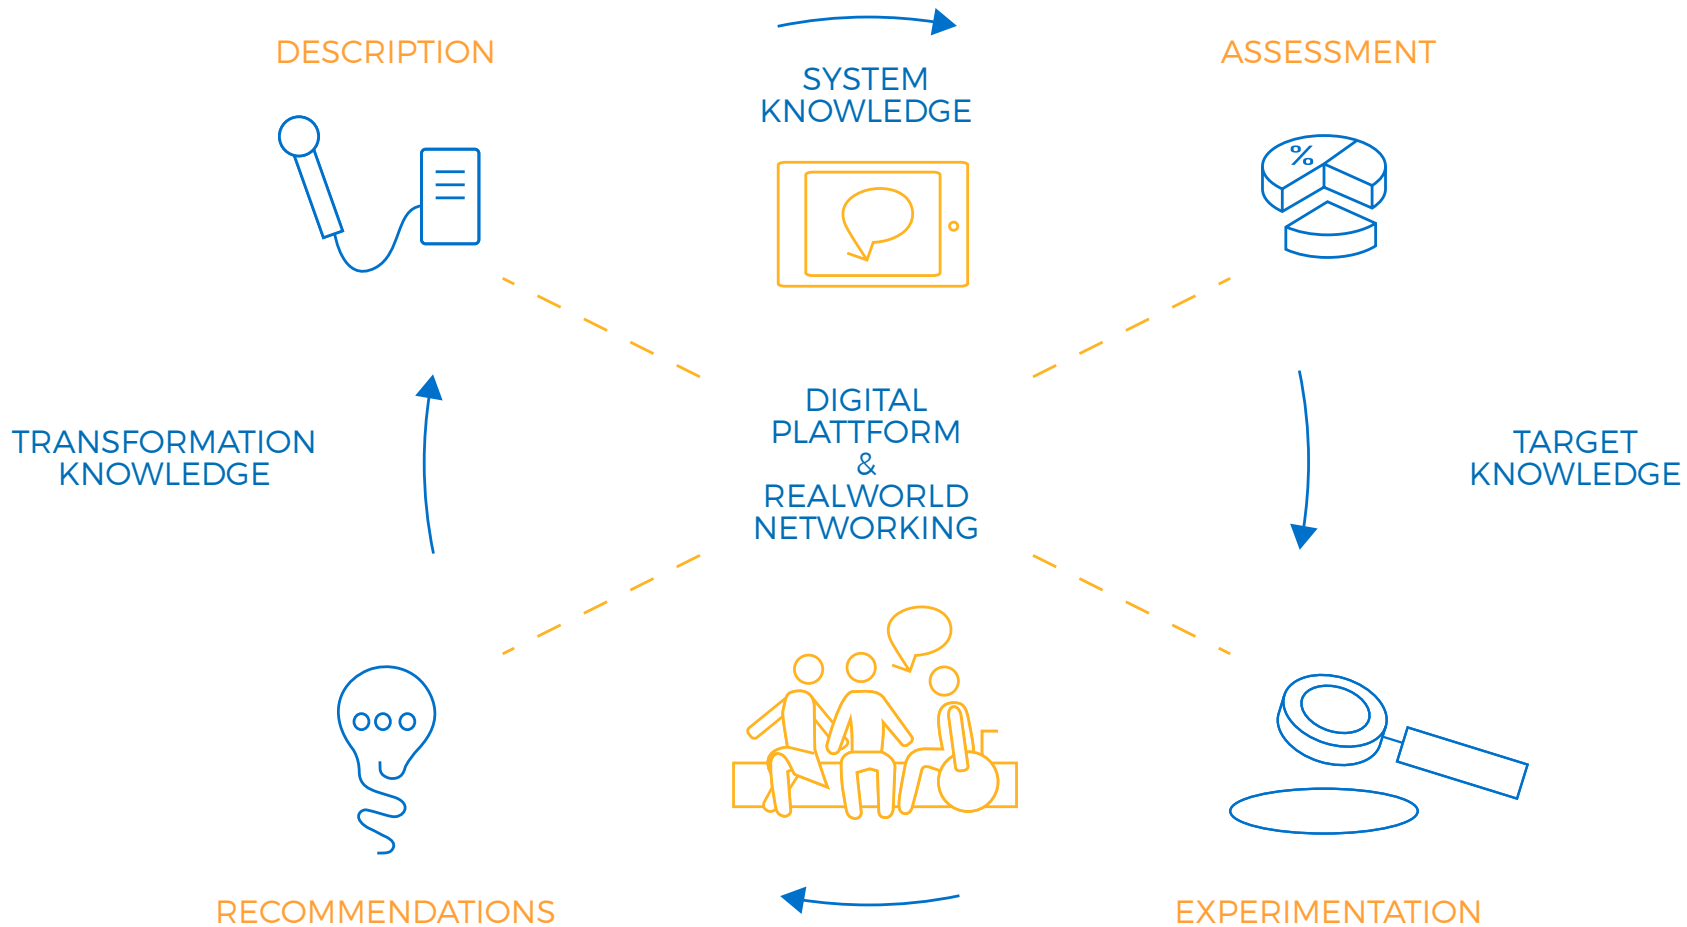 DESCRIPTION
ASSESSMENT
SYSTEM
KNOWLEDGE
%
DIGITAL
PLATTFORM
&
REALWORLD
NETWORKING
TRANSFORMATION
KNOWLEDGE
TARGET
KNOWLEDGE
RECOMMENDATIONS
EXPERIMENTATION